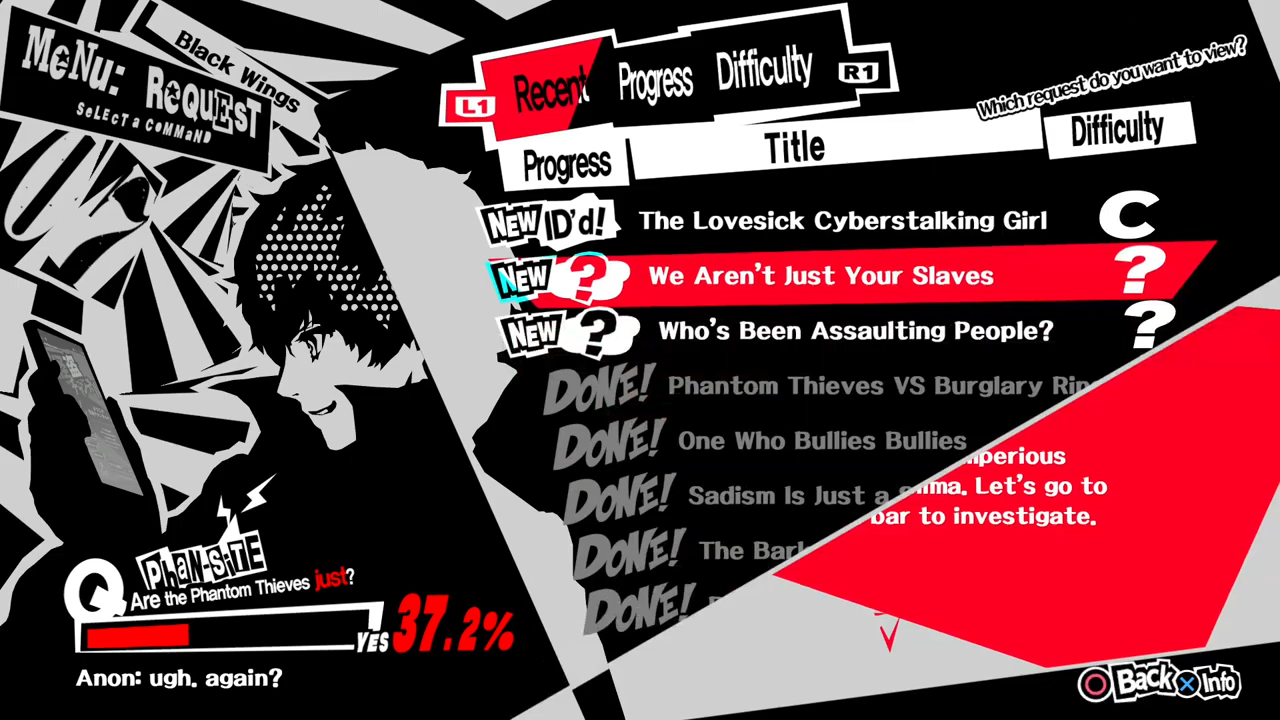 MeNu: ReQUEST
SeLECT a CoMMaND
Black Wings
L1 Recent Progress Difficulty R1
Which request do you want to view?
Progress Title Difficulty
NEW ID'd! The Lovesick Cyberstalking Girl C
NEW ? We Aren't Just Your Slaves ?
NEW ? Who's Been Assaulting People? ?
DONE! Phantom Thieves VS Burglary
DONE! One Who Bullies Bullies
DONE! Sadism Is Just a
DONE! The
DONE!
Let's go to
bar to investigate.
Q PhaN-SiTE
Are the Phantom Thieves just?
YES 37.2%
Anon: ugh, again?
Back Info